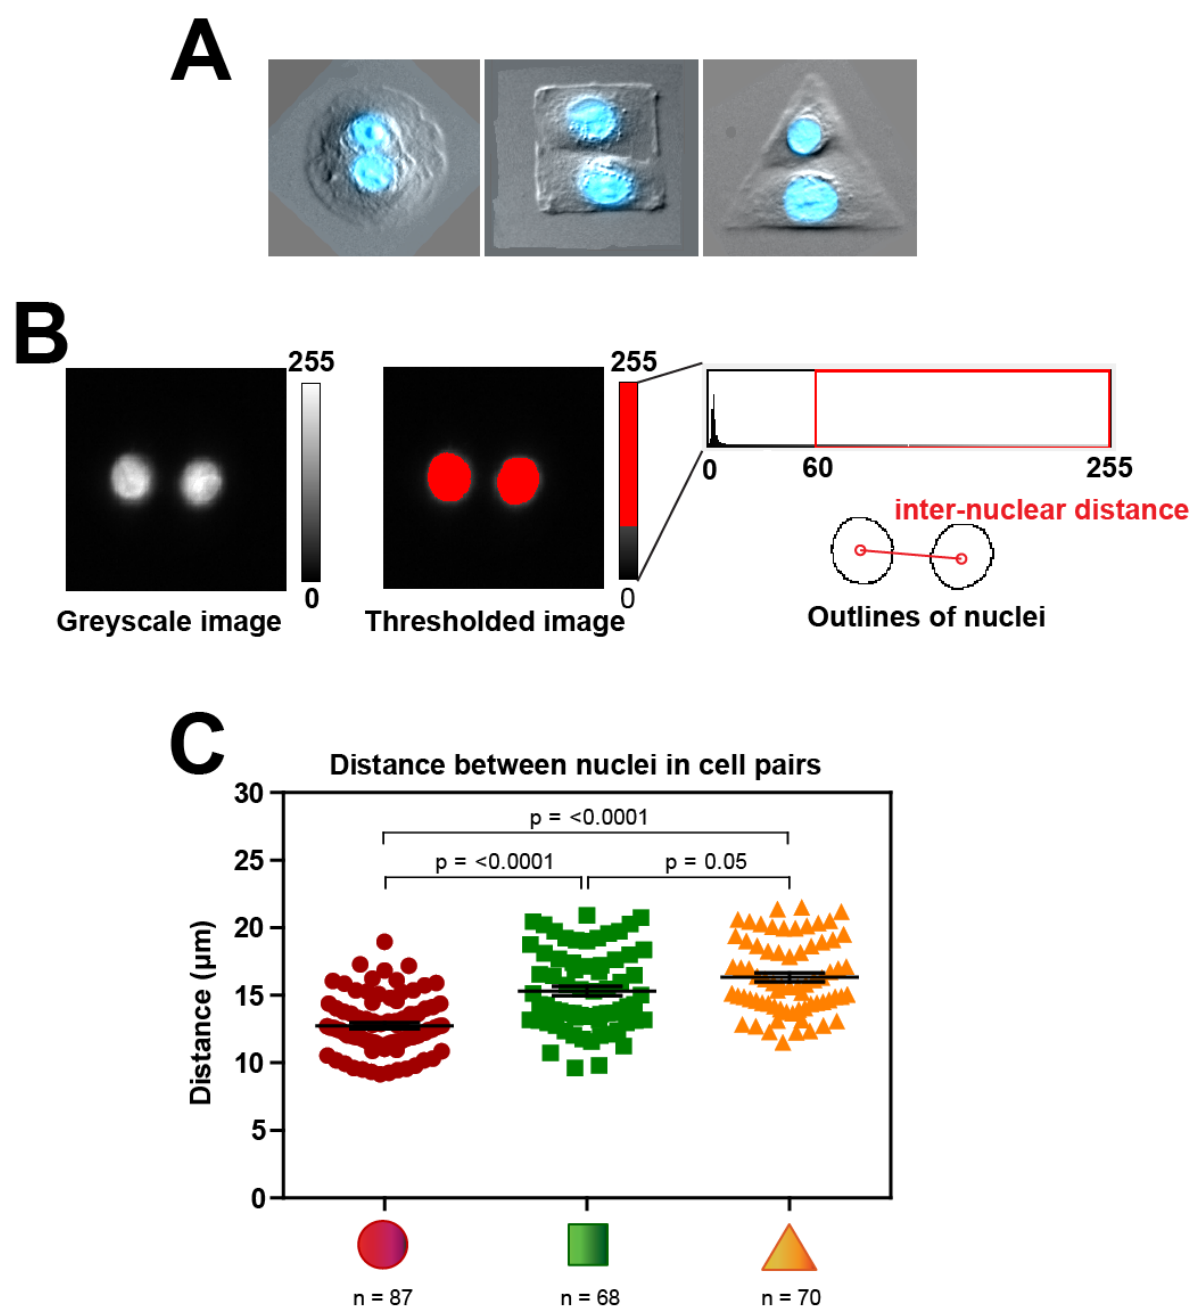 A
B
255
0
Greyscale image
255
0
Thresholded image
0
60
255
inter-nuclear distance
Outlines of nuclei
C
Distance between nuclei in cell pairs
Distance (µm)
30
25
20
15
10
5
0
p = <0.0001
p = <0.0001
p = 0.05
n = 87
n = 68
n = 70